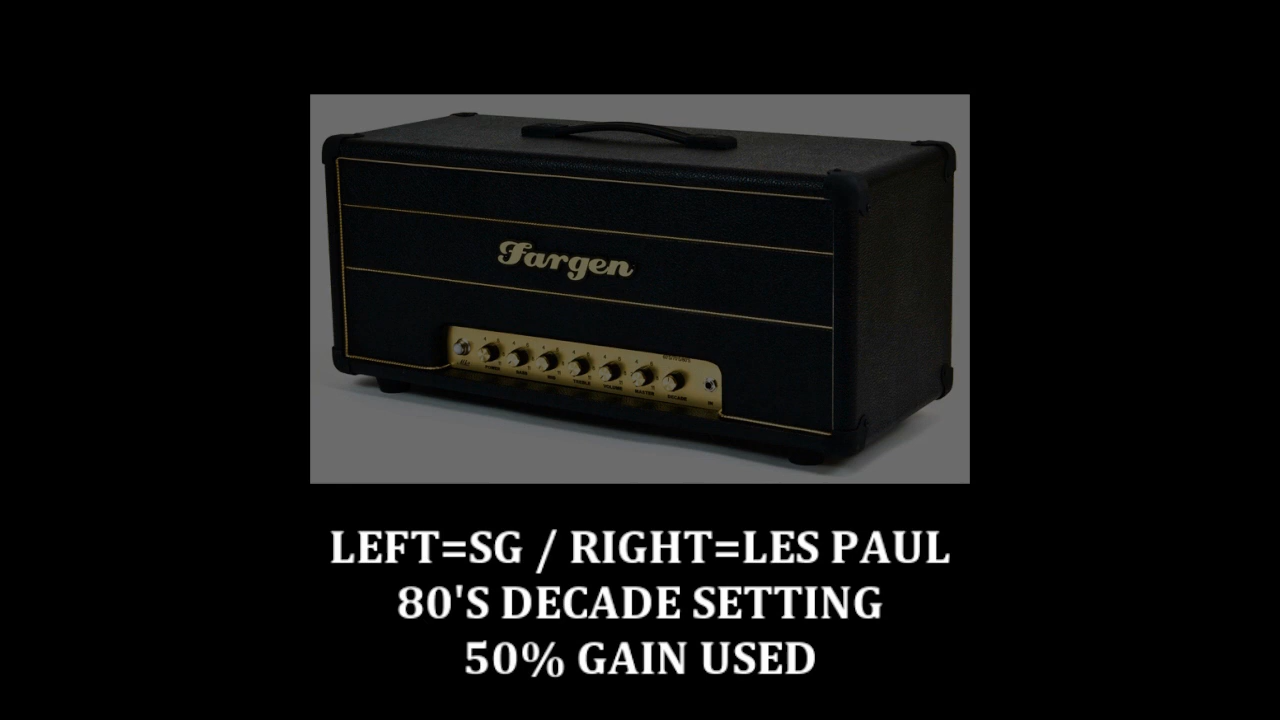 Fargen
LEFT=SG / RIGHT=LES PAUL
80'S DECADE SETTING
50% GAIN USED